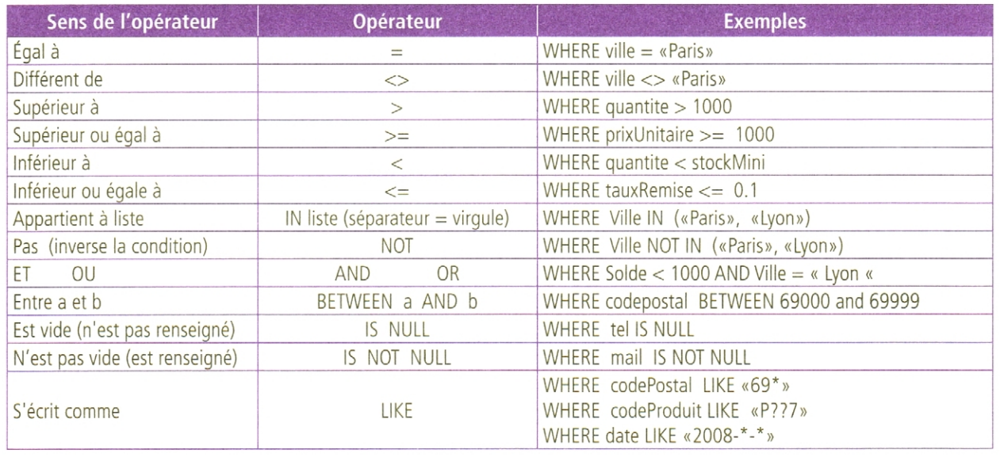 Sens de l'opérateur Opérateur Exemples
Égal à = WHERE ville = «Paris»
Différent de <> WHERE ville <> «Paris»
Supérieur à > WHERE quantite > 1000
Supérieur ou égal à >= WHERE prixUnitaire >= 1000
Inférieur à < WHERE quantite < stockMini
Inférieur ou égale à <= WHERE tauxRemise <= 0.1
Appartient à liste IN liste (séparateur = virgule) WHERE Ville IN («Paris», «Lyon»)
Pas (inverse la condition) NOT WHERE Ville NOT IN («Paris», «Lyon»)
ET OU AND OR WHERE Solde < 1000 AND Ville = « Lyon «
Entre a et b BETWEEN a AND b WHERE codepostal BETWEEN 69000 and 69999
Est vide (n'est pas renseigné) IS NULL WHERE tel IS NULL
N'est pas vide (est renseigné) IS NOT NULL WHERE mail IS NOT NULL
WHERE codePostal LIKE «69*»
S'écrit comme LIKE WHERE codeProduit LIKE «P??7»
WHERE date LIKE «2008-*-*»